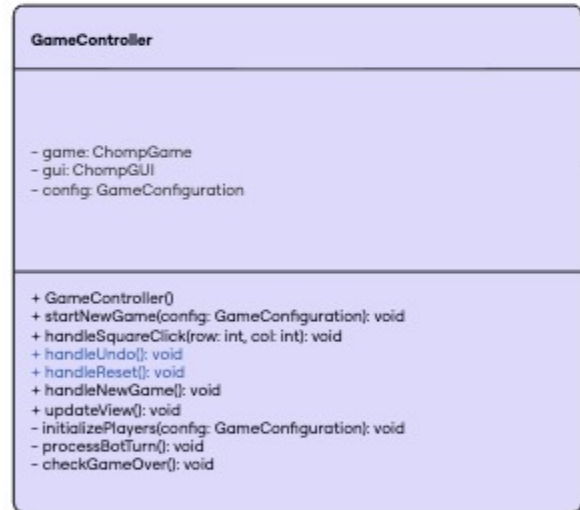 GameController
- game: ChompGame
- gui: ChompGUI
- config: GameConfiguration
+ GameController()
+ startNewGame(config: GameConfiguration): void
+ handleSquareClick(row: int, col: int): void
+ handleUndo(): void
+ handleReset(): void
+ handleNewGame(): void
+ updateView(): void
- initializePlayers(config: GameConfiguration): void
- processBotTurn(): void
- checkGameOver(): void